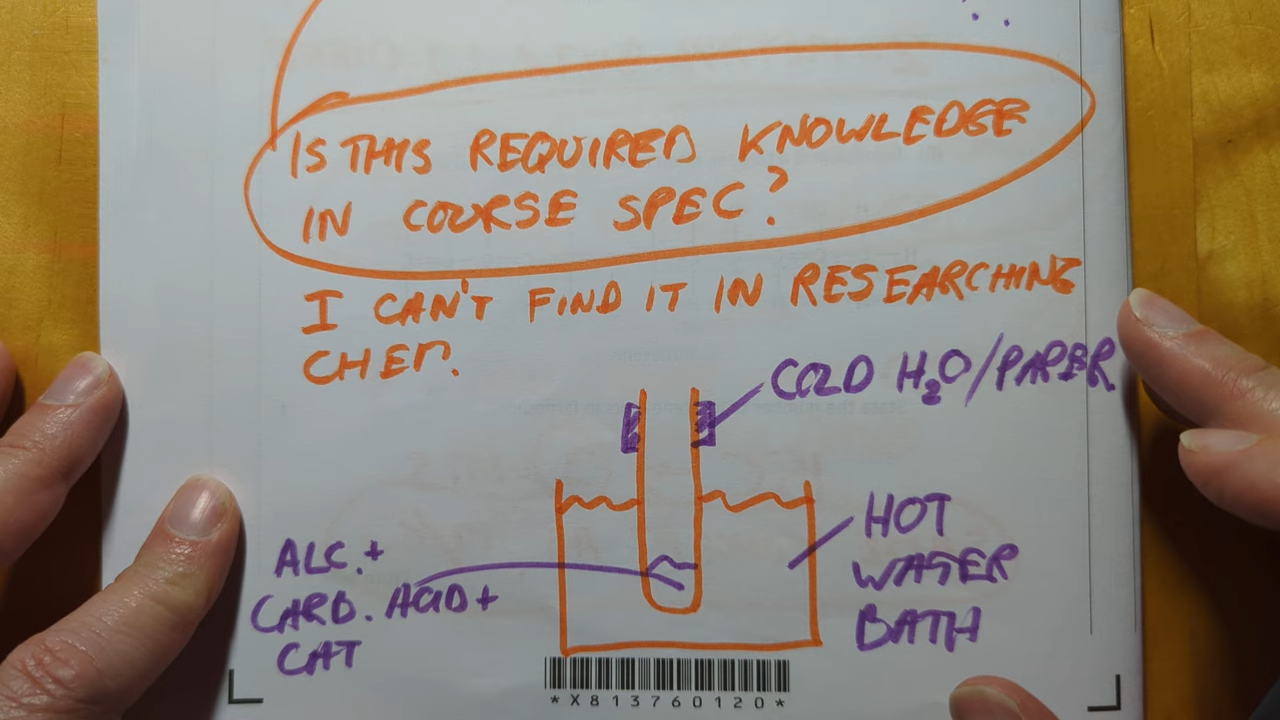 IS THIS REQUIRED KNOWLEDGE
IN COURSE SPEC?
I CAN'T FIND IT IN RESEARCHING
CHEM.
COLD H₂O/PAPER
HOT
WATER
BATH
ALC. +
CARB. ACID +
CAT
*X813760120*